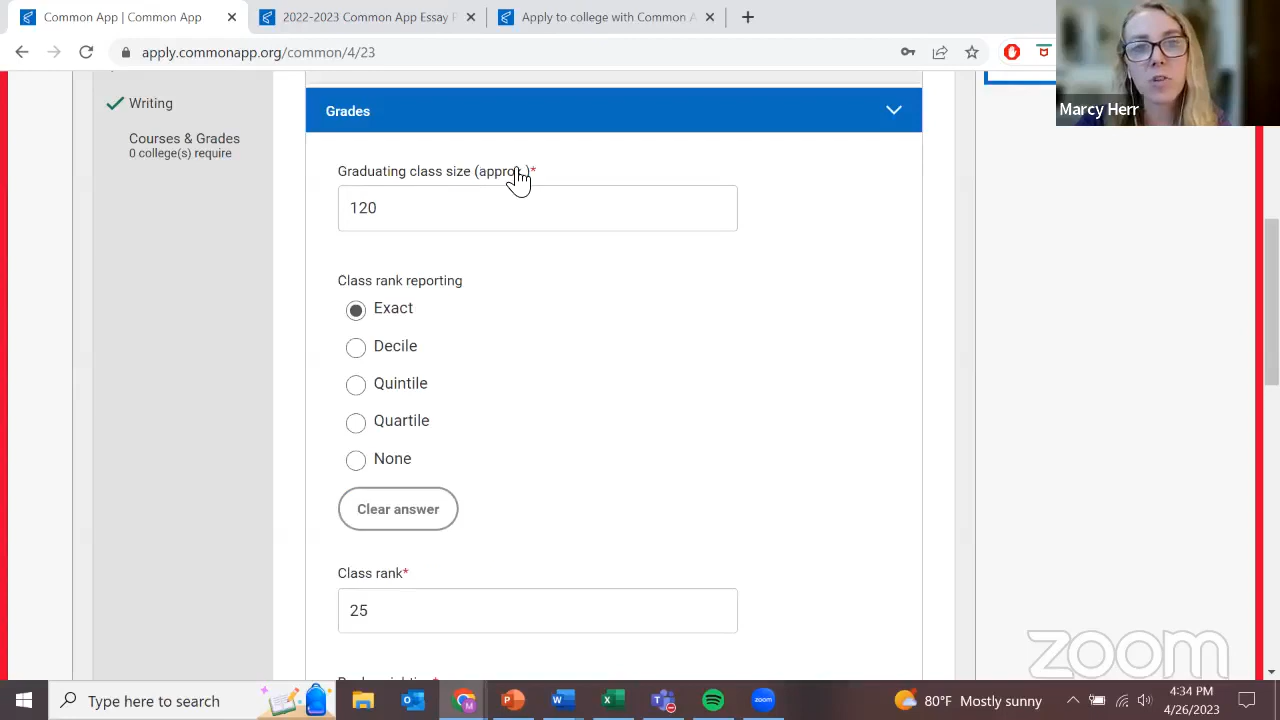 Common App | Common App
2022-2023 Common App Essay
Apply to college with Common A
apply.commonapp.org/common/4/23
Marcy Herr
Writing
Courses & Grades
0 college(s) require
Grades
Graduating class size (approx.)*
120
Class rank reporting
Exact
Decile
Quintile
Quartile
None
Clear answer
Class rank*
25
zoom
Type here to search
zoom
80°F Mostly sunny
4:34 PM
4/26/2023